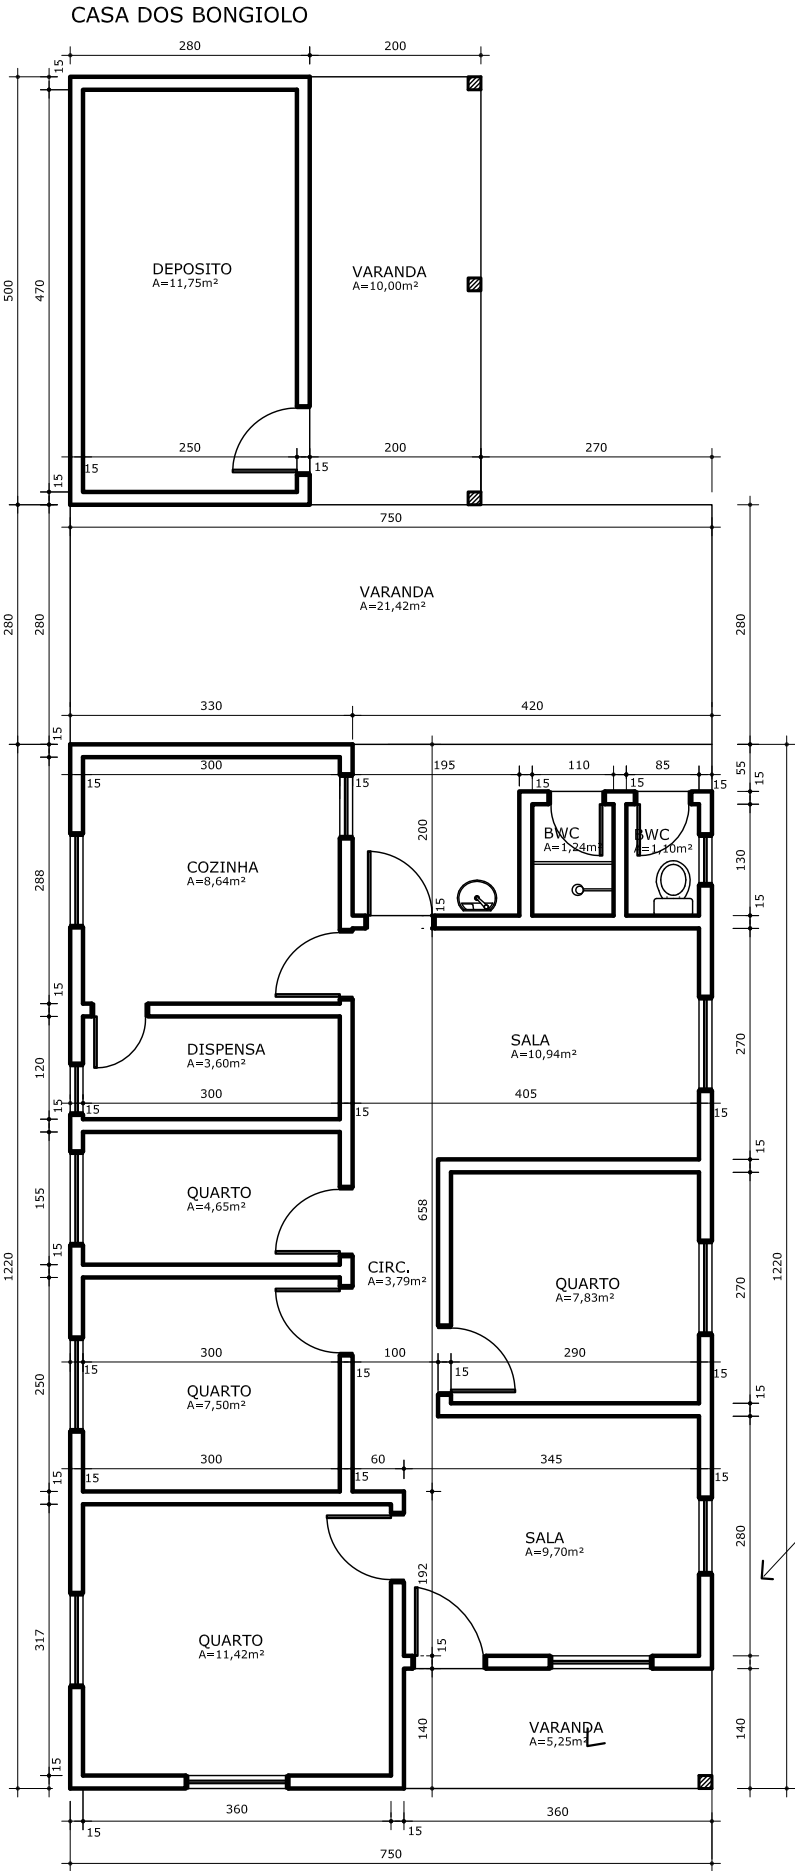 CASA DOS BONGIOLO
280
200
15
500
470
DEPOSITO
A=11,75m²
VARANDA
A=10,00m²
250
200
270
15
15
15
750
VARANDA
A=21,42m²
280
280
280
330
420
15
300
195
110
85
15
15
15
15
15
55
15
200
BWC
A=1,24m²
BWC
A=1,10m²
130
COZINHA
A=8,64m²
288
15
15
15
SALA
A=10,94m²
270
DISPENSA
A=3,60m²
120
300
405
15
15
15
15
15
QUARTO
A=4,65m²
155
658
15
CIRC.
A=3,79m²
QUARTO
A=7,83m²
270
1220
1220
300
100
290
15
15
15
15
15
QUARTO
A=7,50m²
250
300
60
345
15
15
15
15
SALA
A=9,70m²
280
192
QUARTO
A=11,42m²
317
15
VARANDA
A=5,25m²
140
140
15
360
360
15
15
750